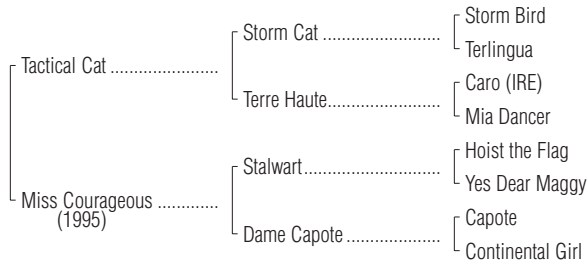 Storm Bird
Storm Cat ..............................
Terlingua
Tactical Cat ........................
Caro (IRE)
Terre Haute.............................
Mia Dancer
Hoist the Flag
Stalwart...................................
Yes Dear Maggy
Miss Courageous .............
(1995)
Capote
Dame Capote .........................
Continental Girl